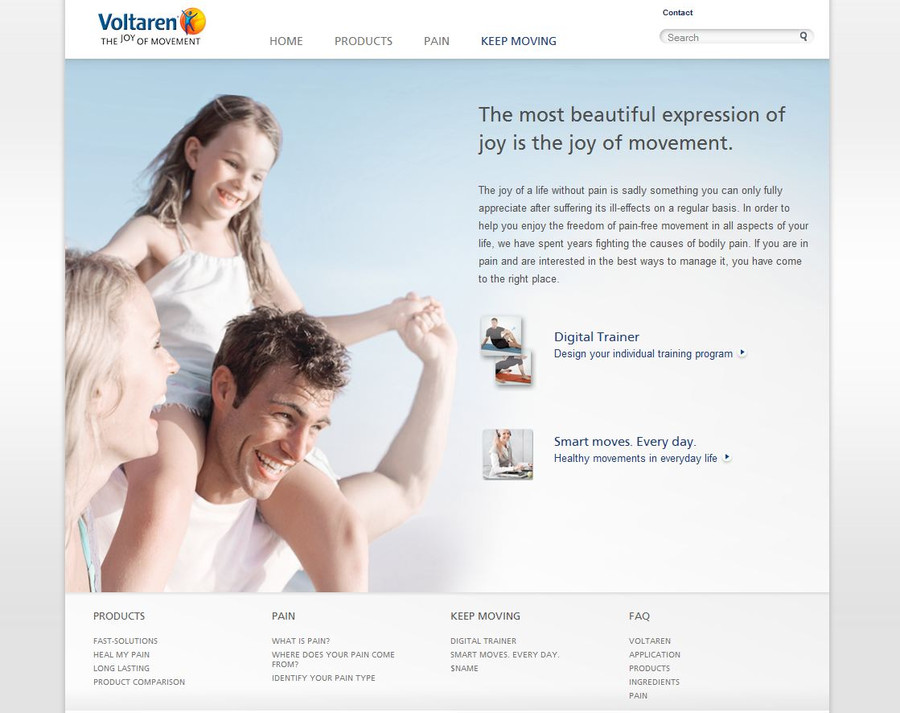 Voltaren
THE JOY OF MOVEMENT
HOME
PRODUCTS
PAIN
KEEP MOVING
Contact
Search
The most beautiful expression of
joy is the joy of movement.
The joy of a life without pain is sadly something you can only fully
appreciate after suffering its ill-effects on a regular basis. In order to
help you enjoy the freedom of pain-free movement in all aspects of your
life, we have spent years fighting the causes of bodily pain. If you are in
pain and are interested in the best ways to manage it, you have come
to the right place.
Digital Trainer
Design your individual training program
Smart moves. Every day.
Healthy movements in everyday life
PRODUCTS
FAST-SOLUTIONS
HEAL MY PAIN
LONG LASTING
PRODUCT COMPARISON
PAIN
WHAT IS PAIN?
WHERE DOES YOUR PAIN COME
FROM?
IDENTIFY YOUR PAIN TYPE
KEEP MOVING
DIGITAL TRAINER
SMART MOVES. EVERY DAY.
$NAME
FAQ
VOLTAREN
APPLICATION
PRODUCTS
INGREDIENTS
PAIN